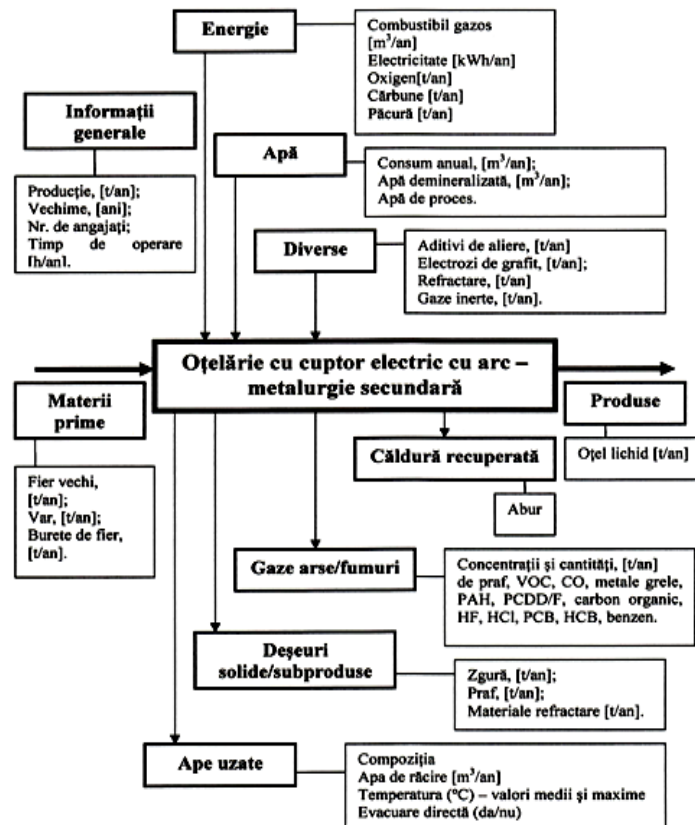 Energie
Combustibil gazos
[m³/an]
Electricitate [kWh/an]
Oxigen[t/an]
Cărbune [t/an]
Păcură [t/an]
Informații
generale
Producție, [t/an];
Vechime, [ani];
Nr. de angajați;
Timp de operare
[h/an].
Apă
Consum anual, [m³/an];
Apă demineralizată, [m³/an];
Apă de proces.
Diverse
Aditivi de aliere, [t/an]
Electrozi de grafit, [t/an];
Refractare, [t/an]
Gaze inerte, [t/an].
Oțelărie cu cuptor electric cu arc –
metalurgie secundară
Materii
prime
Fier vechi,
[t/an];
Var, [t/an];
Burete de fier,
[t/an].
Produse
Oțel lichid [t/an]
Căldură recuperată
Abur
Gaze arse/fumuri
Concentrații și cantități, [t/an]
de praf, VOC, CO, metale grele,
PAH, PCDD/F, carbon organic,
HF, HCl, PCB, HCB, benzen.
Deșeuri
solide/subproduse
Zgură, [t/an];
Praf, [t/an];
Materiale refractare [t/an].
Ape uzate
Compoziția
Apa de răcire [m³/an]
Temperatura (ºC) – valori medii și maxime
Evacuare directă (da/nu)